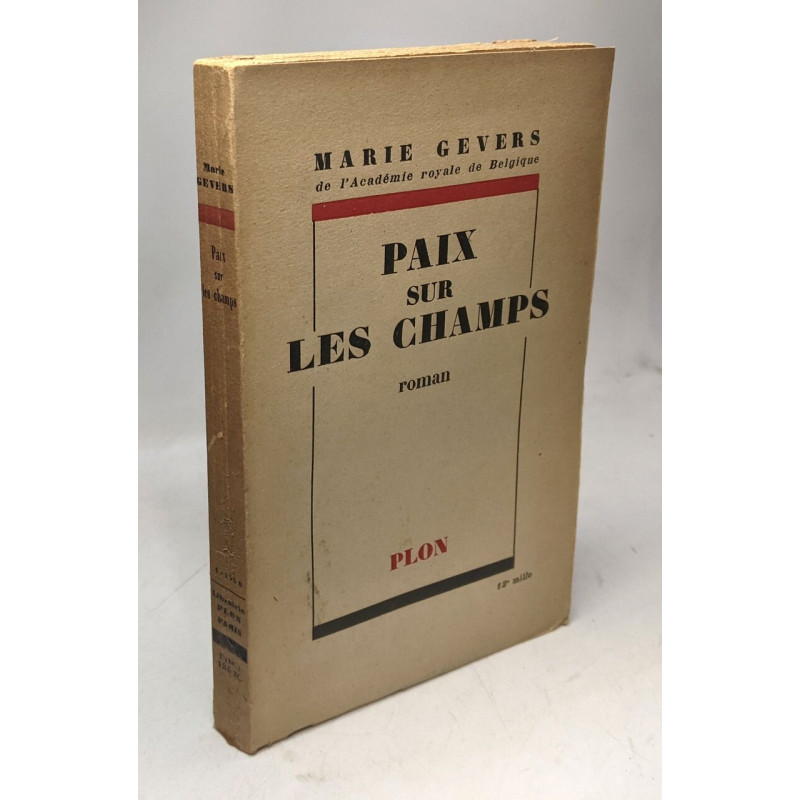 MARIE GEVERS
de l'Académie royale de Belgique
PAIX
SUR
LES CHAMPS
roman
PLON
12e mille
Marie
GEVERS
Paix
sur
les champs
Librairie
PLON
PARIS